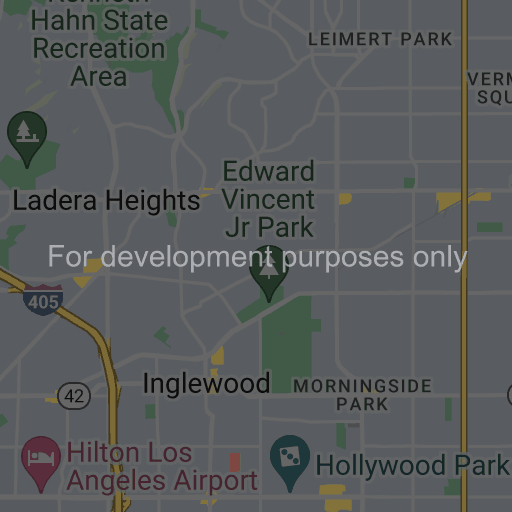 Kenneth
Hahn State
Recreation
Area
LEIMERT PARK
VERM
SQU
Edward
Vincent
Jr Park
Ladera Heights
For development purposes only
405
Inglewood
MORNINGSIDE
PARK
42
Hilton Los
Angeles Airport
Hollywood Park